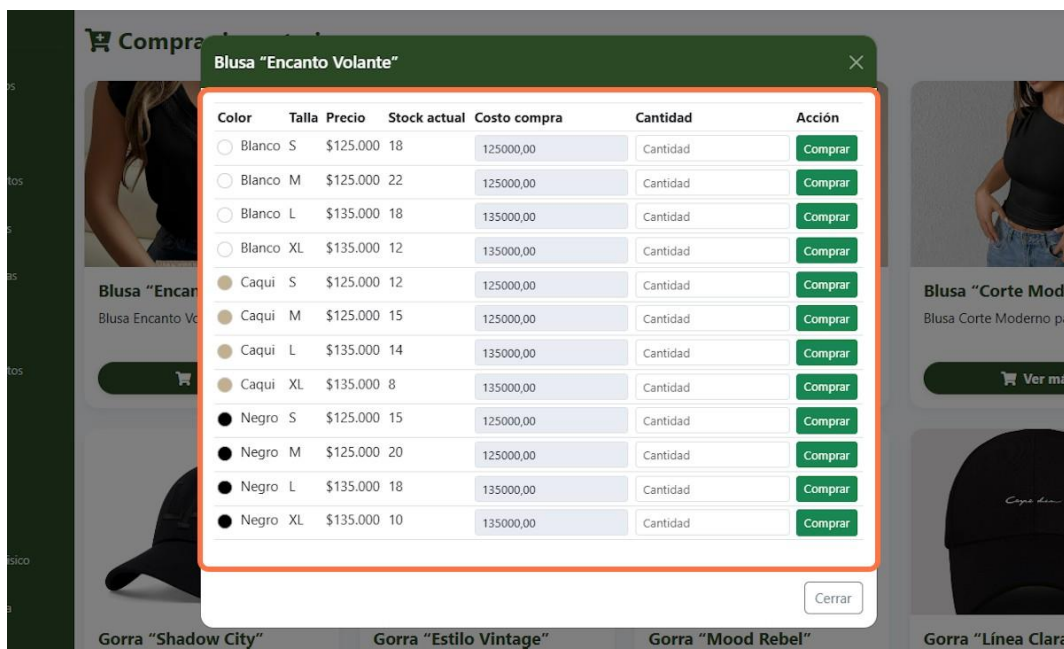 Compra
Blusa “Encanto Volante”
Color Talla Precio Stock actual Costo compra Cantidad Acción
Blanco S $125.000 18 125000,00 Cantidad Comprar
Blanco M $125.000 22 125000,00 Cantidad Comprar
Blanco L $135.000 18 135000,00 Cantidad Comprar
Blanco XL $135.000 12 135000,00 Cantidad Comprar
Caqui S $125.000 12 125000,00 Cantidad Comprar
Caqui M $125.000 15 125000,00 Cantidad Comprar
Caqui L $135.000 14 135000,00 Cantidad Comprar
Caqui XL $135.000 8 135000,00 Cantidad Comprar
Negro S $125.000 15 125000,00 Cantidad Comprar
Negro M $125.000 20 125000,00 Cantidad Comprar
Negro L $135.000 18 135000,00 Cantidad Comprar
Negro XL $135.000 10 135000,00 Cantidad Comprar
Cerrar
Blusa “Encan
Blusa Encanto Vo
Blusa “Corte Mod
Blusa Corte Moderno pa
Ver má
Gorra “Shadow City”
Gorra “Estilo Vintage”
Gorra “Mood Rebel”
Gorra “Línea Clara
tos
as
tos
ísico